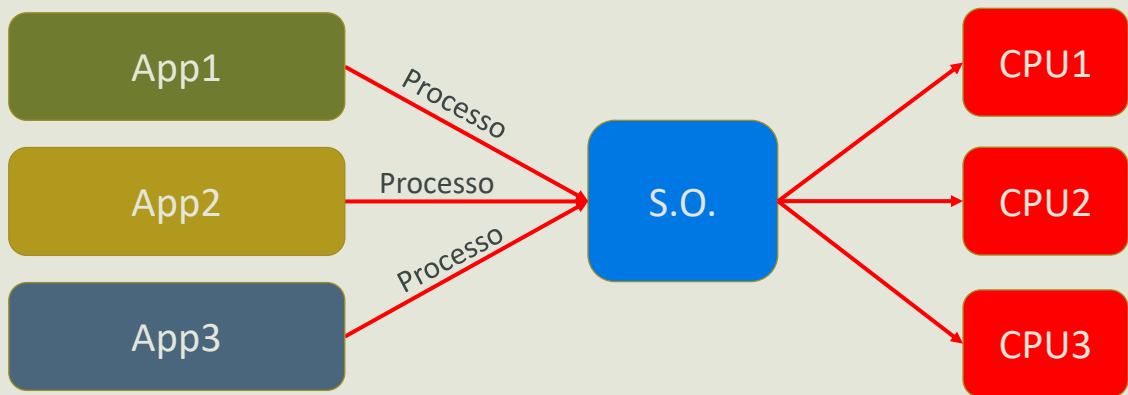 App1
Processo
CPU1
App2
Processo
S.O.
CPU2
App3
Processo
CPU3